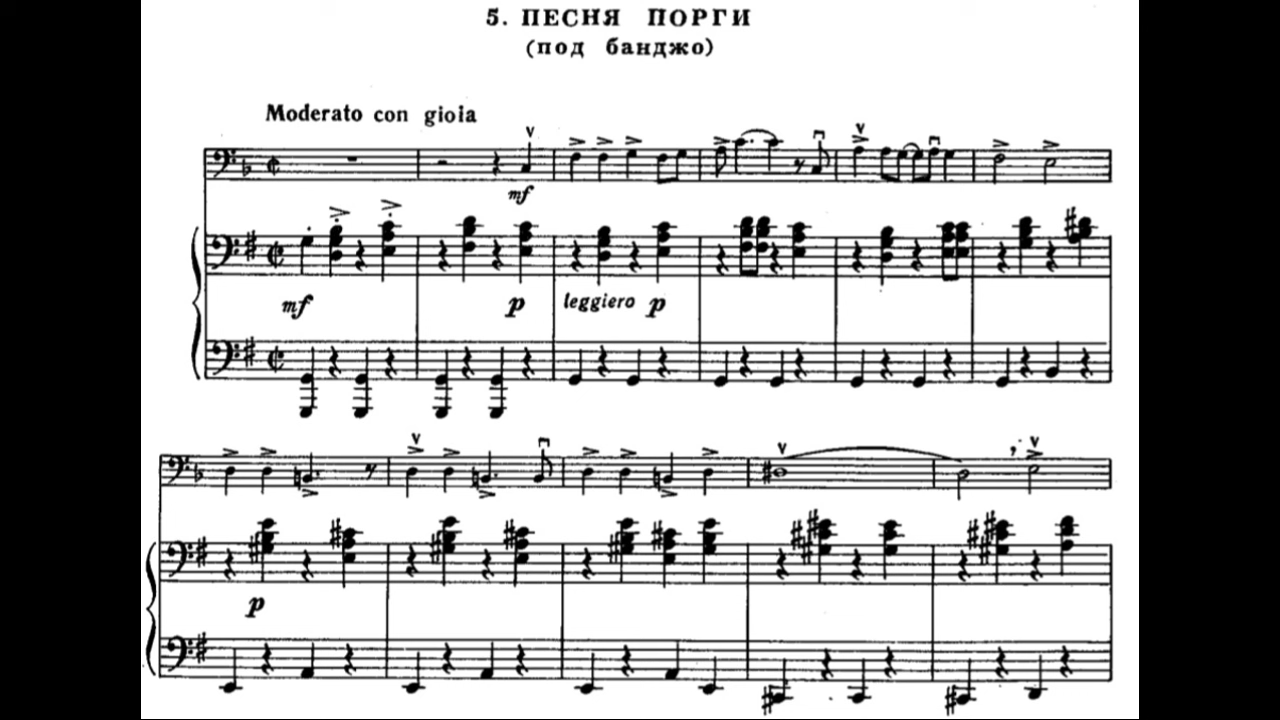 5. ПЕСНЯ ПОРГИ
(под банджо)
Moderato con gioia
mf
mf p leggiero p
p